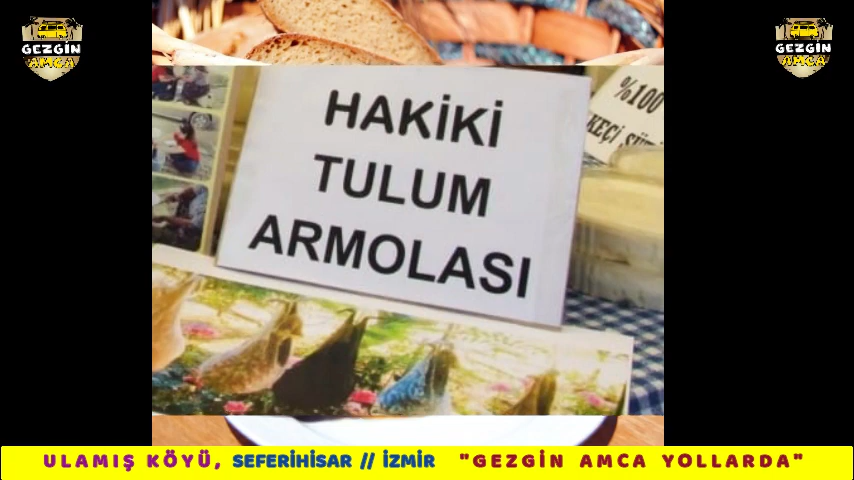 GEZGİN
AMCA
GEZGİN
AMCA
HAKİKİ
TULUM
ARMOLASI
%100
KEÇİ
ULAMIŞ KÖYÜ, SEFERİHİSAR // İZMİR "GEZGİN AMCA YOLLARDA"